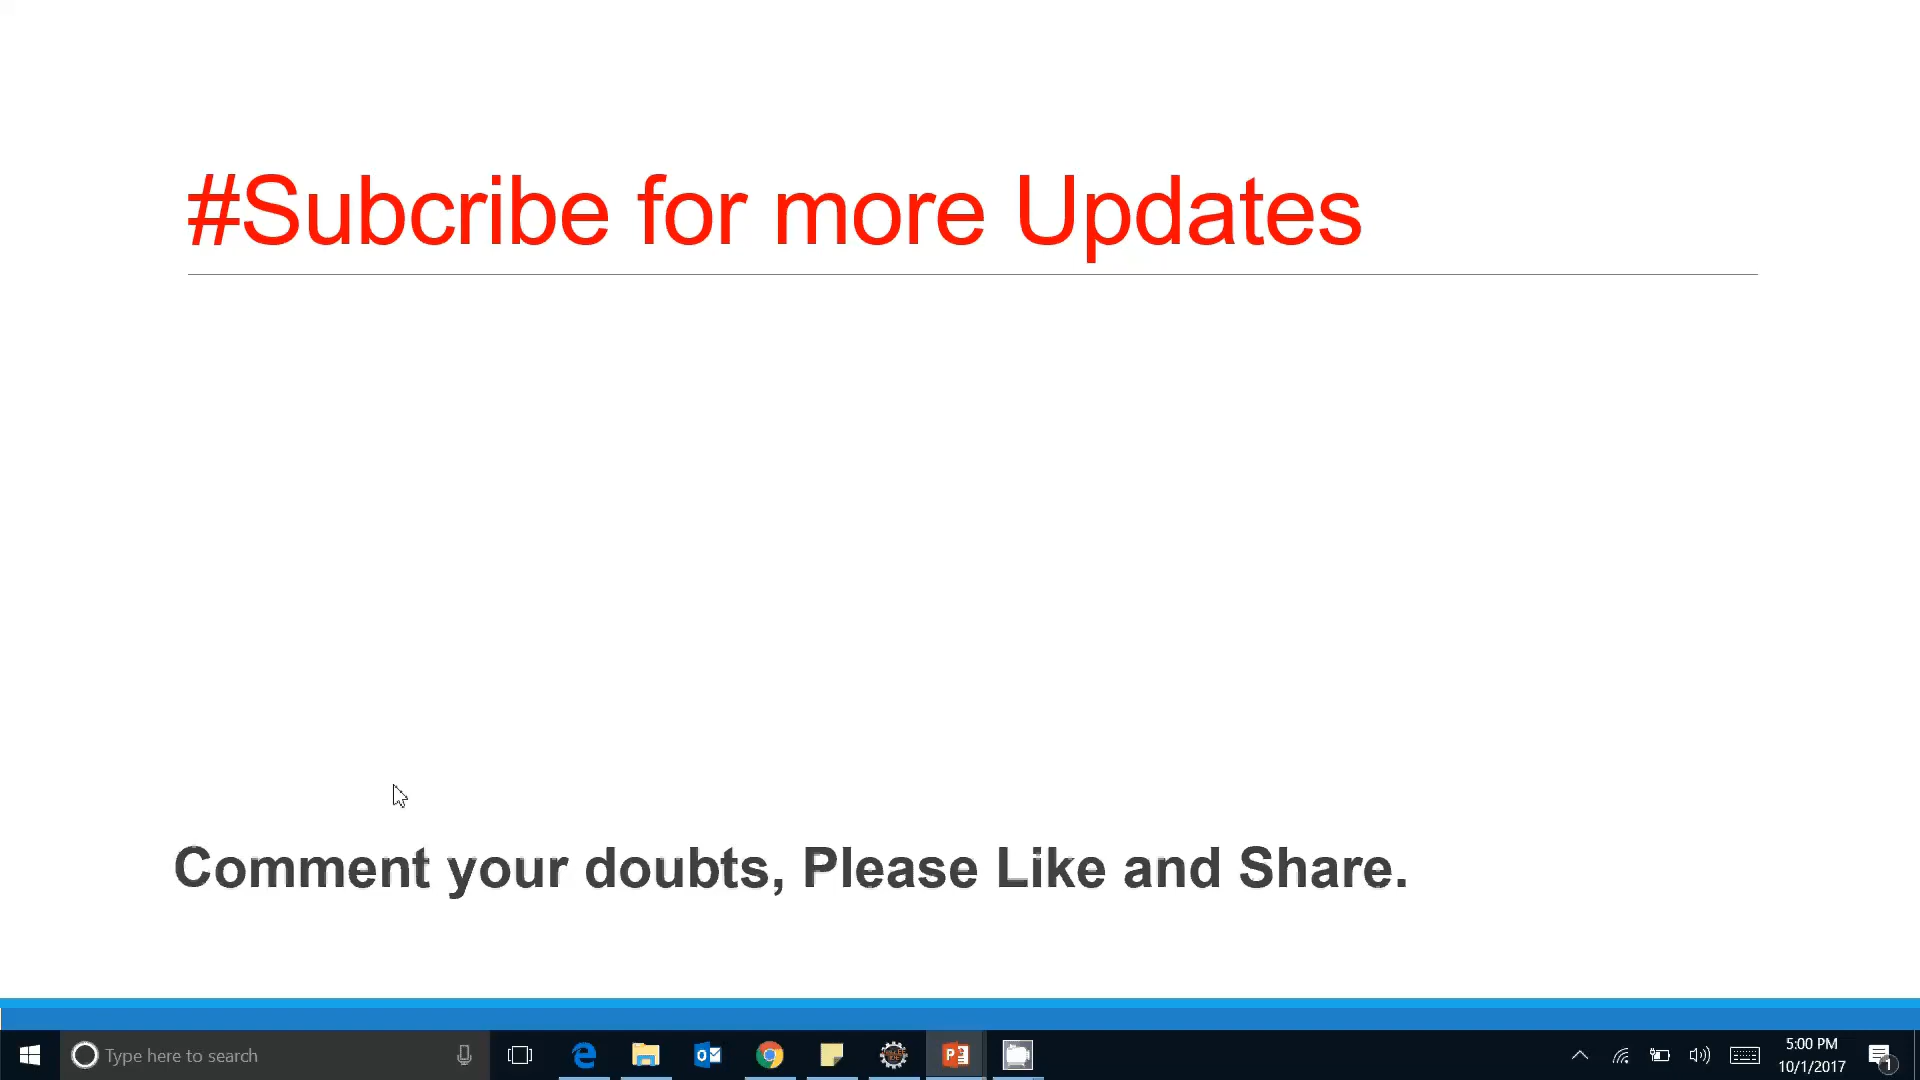 #Subcribe for more Updates
Comment your doubts, Please Like and Share.
Type here to search
5:00 PM
10/1/2017
1